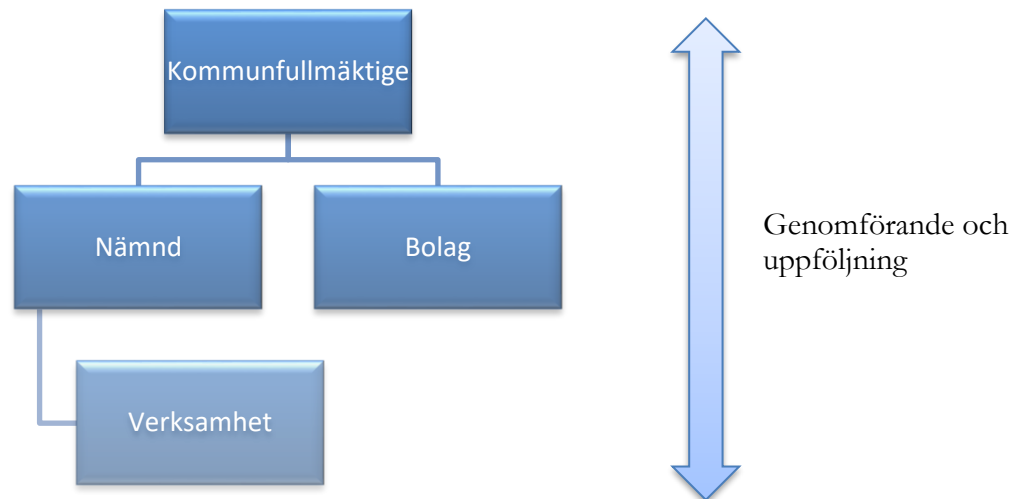 Kommunfullmäktige
Nämnd
Bolag
Genomförande och
uppföljning
Verksamhet